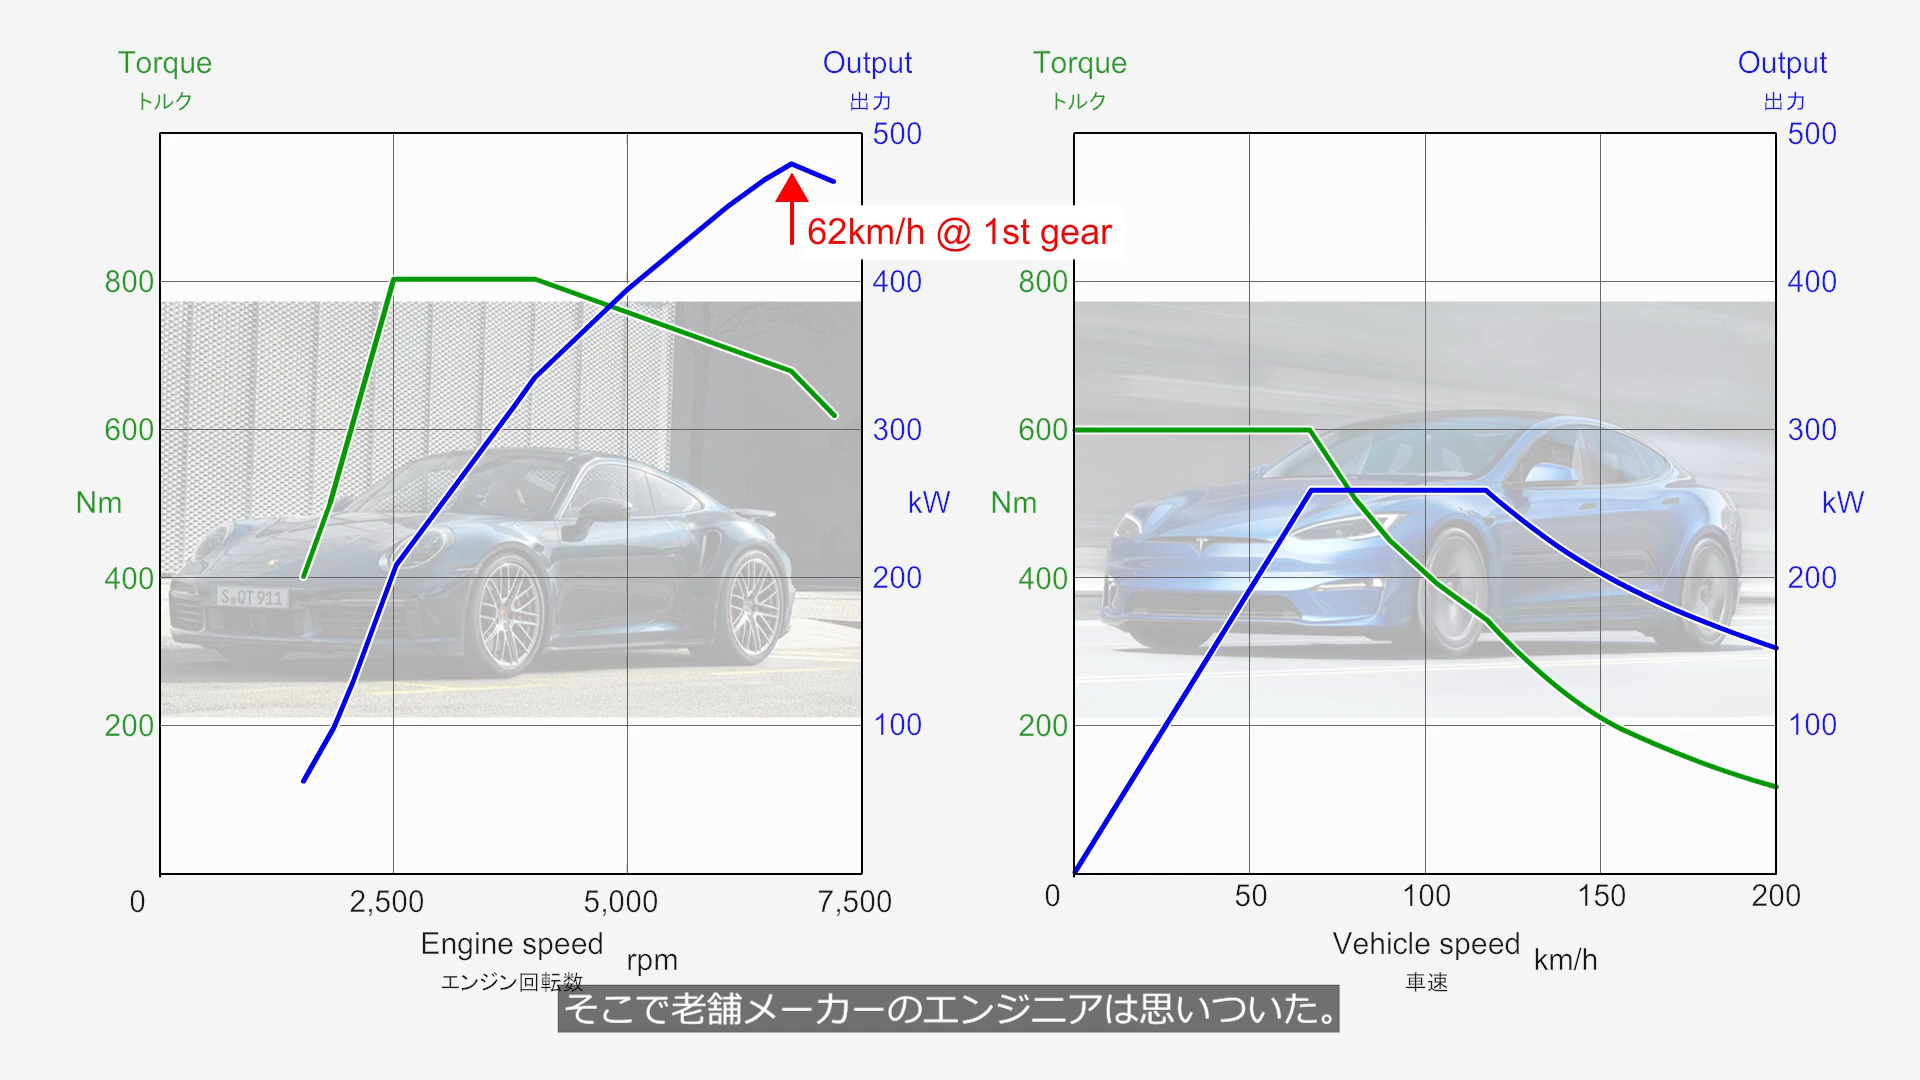 Torque
トルク
Output
出力
500
62km/h @ 1st gear
800
400
600
300
Nm
kW
400
200
200
100
S•QT 911
0
2,500
5,000
7,500
Engine speed
rpm
エンジン回転数
Torque
トルク
Output
出力
500
800
400
600
300
Nm
kW
400
200
200
100
0
50
100
150
200
Vehicle speed
km/h
車速
そこで老舗メーカーのエンジニアは思いついた。